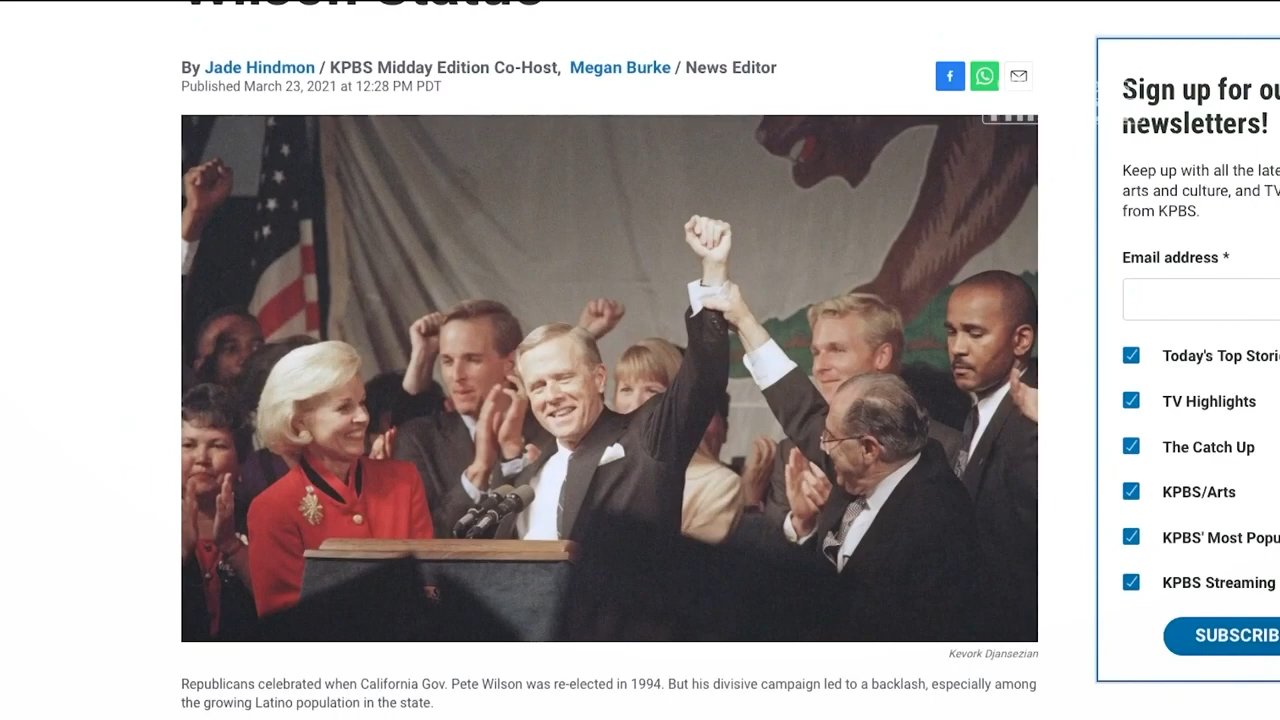 Wilson Statue
By Jade Hindmon / KPBS Midday Edition Co-Host, Megan Burke / News Editor
Published March 23, 2021 at 12:28 PM PDT
Kevork Djansezian
Republicans celebrated when California Gov. Pete Wilson was re-elected in 1994. But his divisive campaign led to a backlash, especially among
the growing Latino population in the state.
Sign up for ou
newsletters!
Keep up with all the late
arts and culture, and TV
from KPBS.
Email address *
Today's Top Stori
TV Highlights
The Catch Up
KPBS/Arts
KPBS' Most Popu
KPBS Streaming
SUBSCRIB